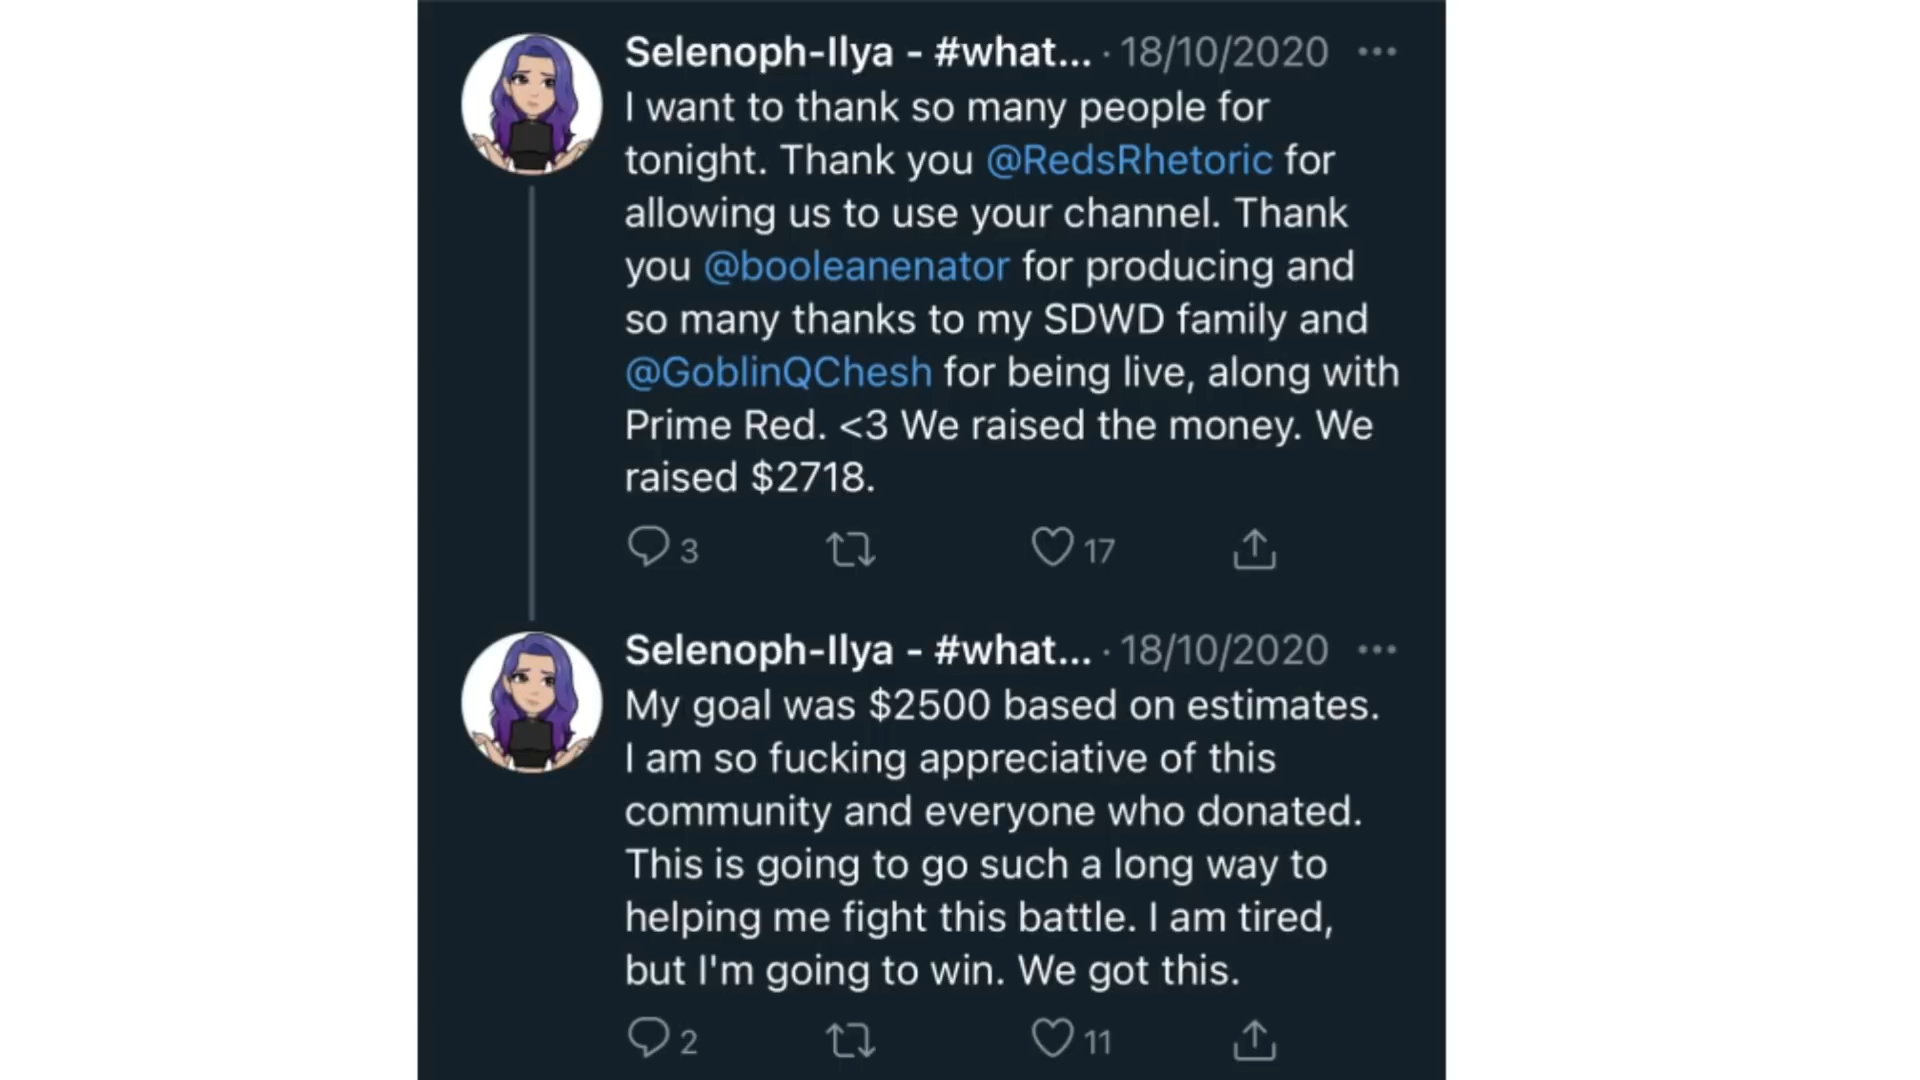 Selenoph-Ilya - #what... · 18/10/2020 ···
I want to thank so many people for
tonight. Thank you @RedsRhetoric for
allowing us to use your channel. Thank
you @booleanenator for producing and
so many thanks to my SDWD family and
@GoblinQChesh for being live, along with
Prime Red. <3 We raised the money. We
raised $2718.
3 17
Selenoph-Ilya - #what... · 18/10/2020 ···
My goal was $2500 based on estimates.
I am so fucking appreciative of this
community and everyone who donated.
This is going to go such a long way to
helping me fight this battle. I am tired,
but I'm going to win. We got this.
2 11